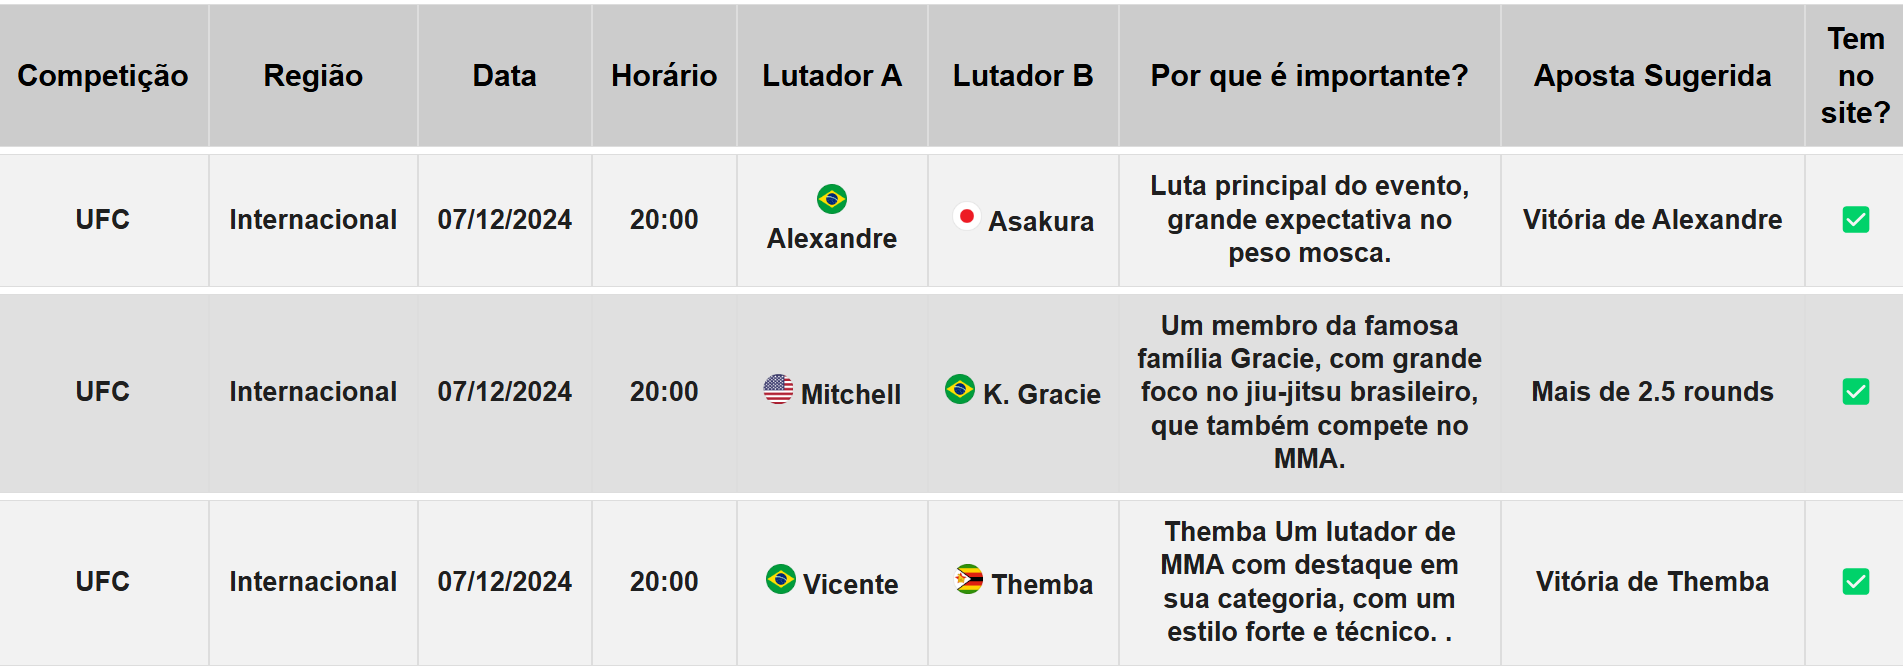 Competição Região Data Horário Lutador A Lutador B Por que é importante? Aposta Sugerida Tem
no
site?
UFC Internacional 07/12/2024 20:00 Alexandre Asakura Luta principal do evento,
grande expectativa no
peso mosca. Vitória de Alexandre
UFC Internacional 07/12/2024 20:00 Mitchell K. Gracie Um membro da famosa
família Gracie, com grande
foco no jiu-jitsu brasileiro,
que também compete no
MMA. Mais de 2.5 rounds
UFC Internacional 07/12/2024 20:00 Vicente Themba Themba Um lutador de
MMA com destaque em
sua categoria, com um
estilo forte e técnico. . Vitória de Themba